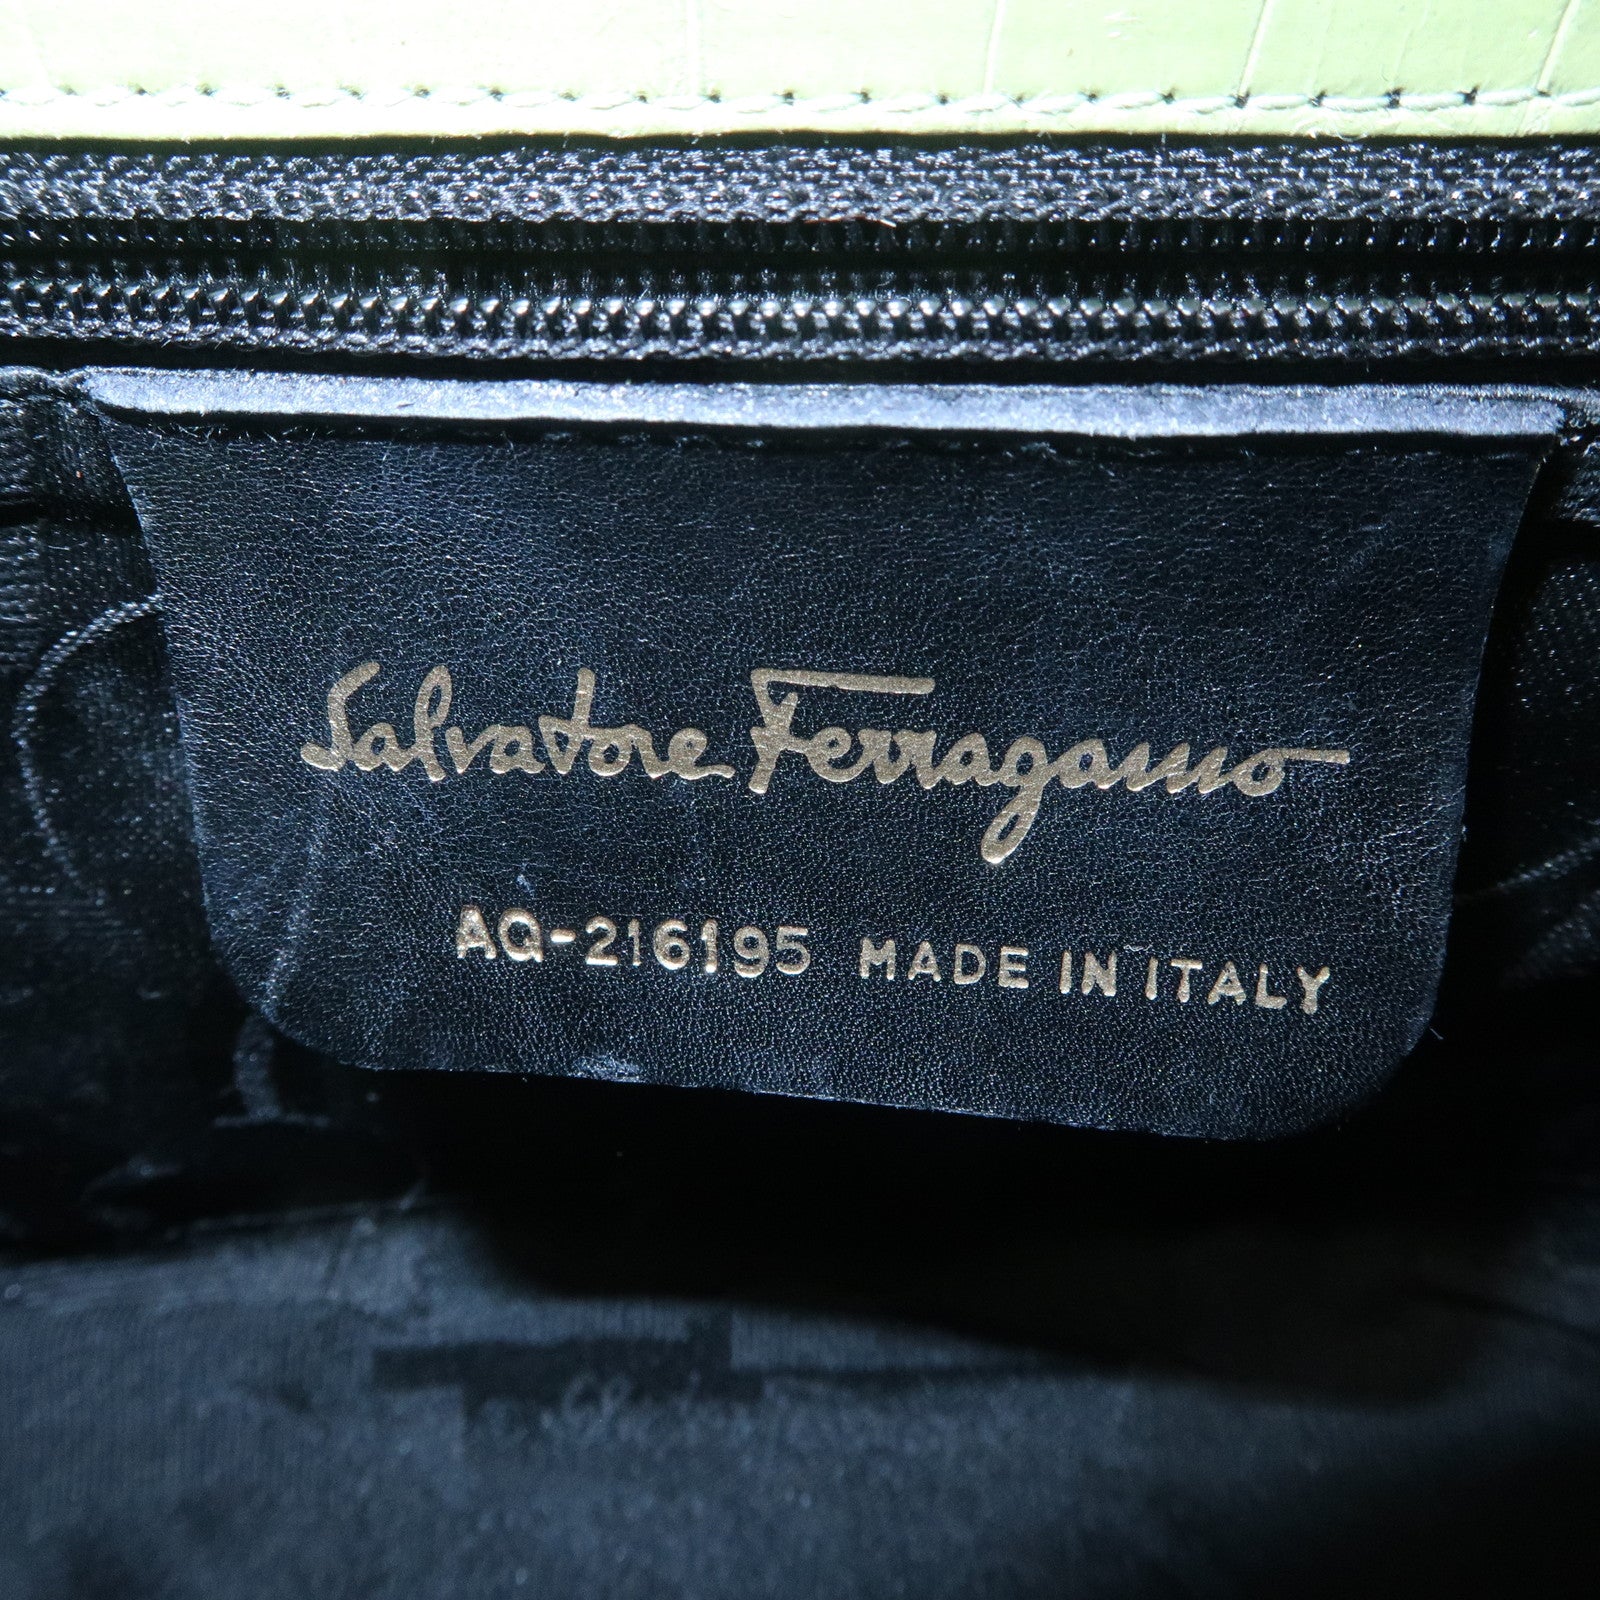 Salvatore Ferragamo
AQ-216195 MADE IN ITALY